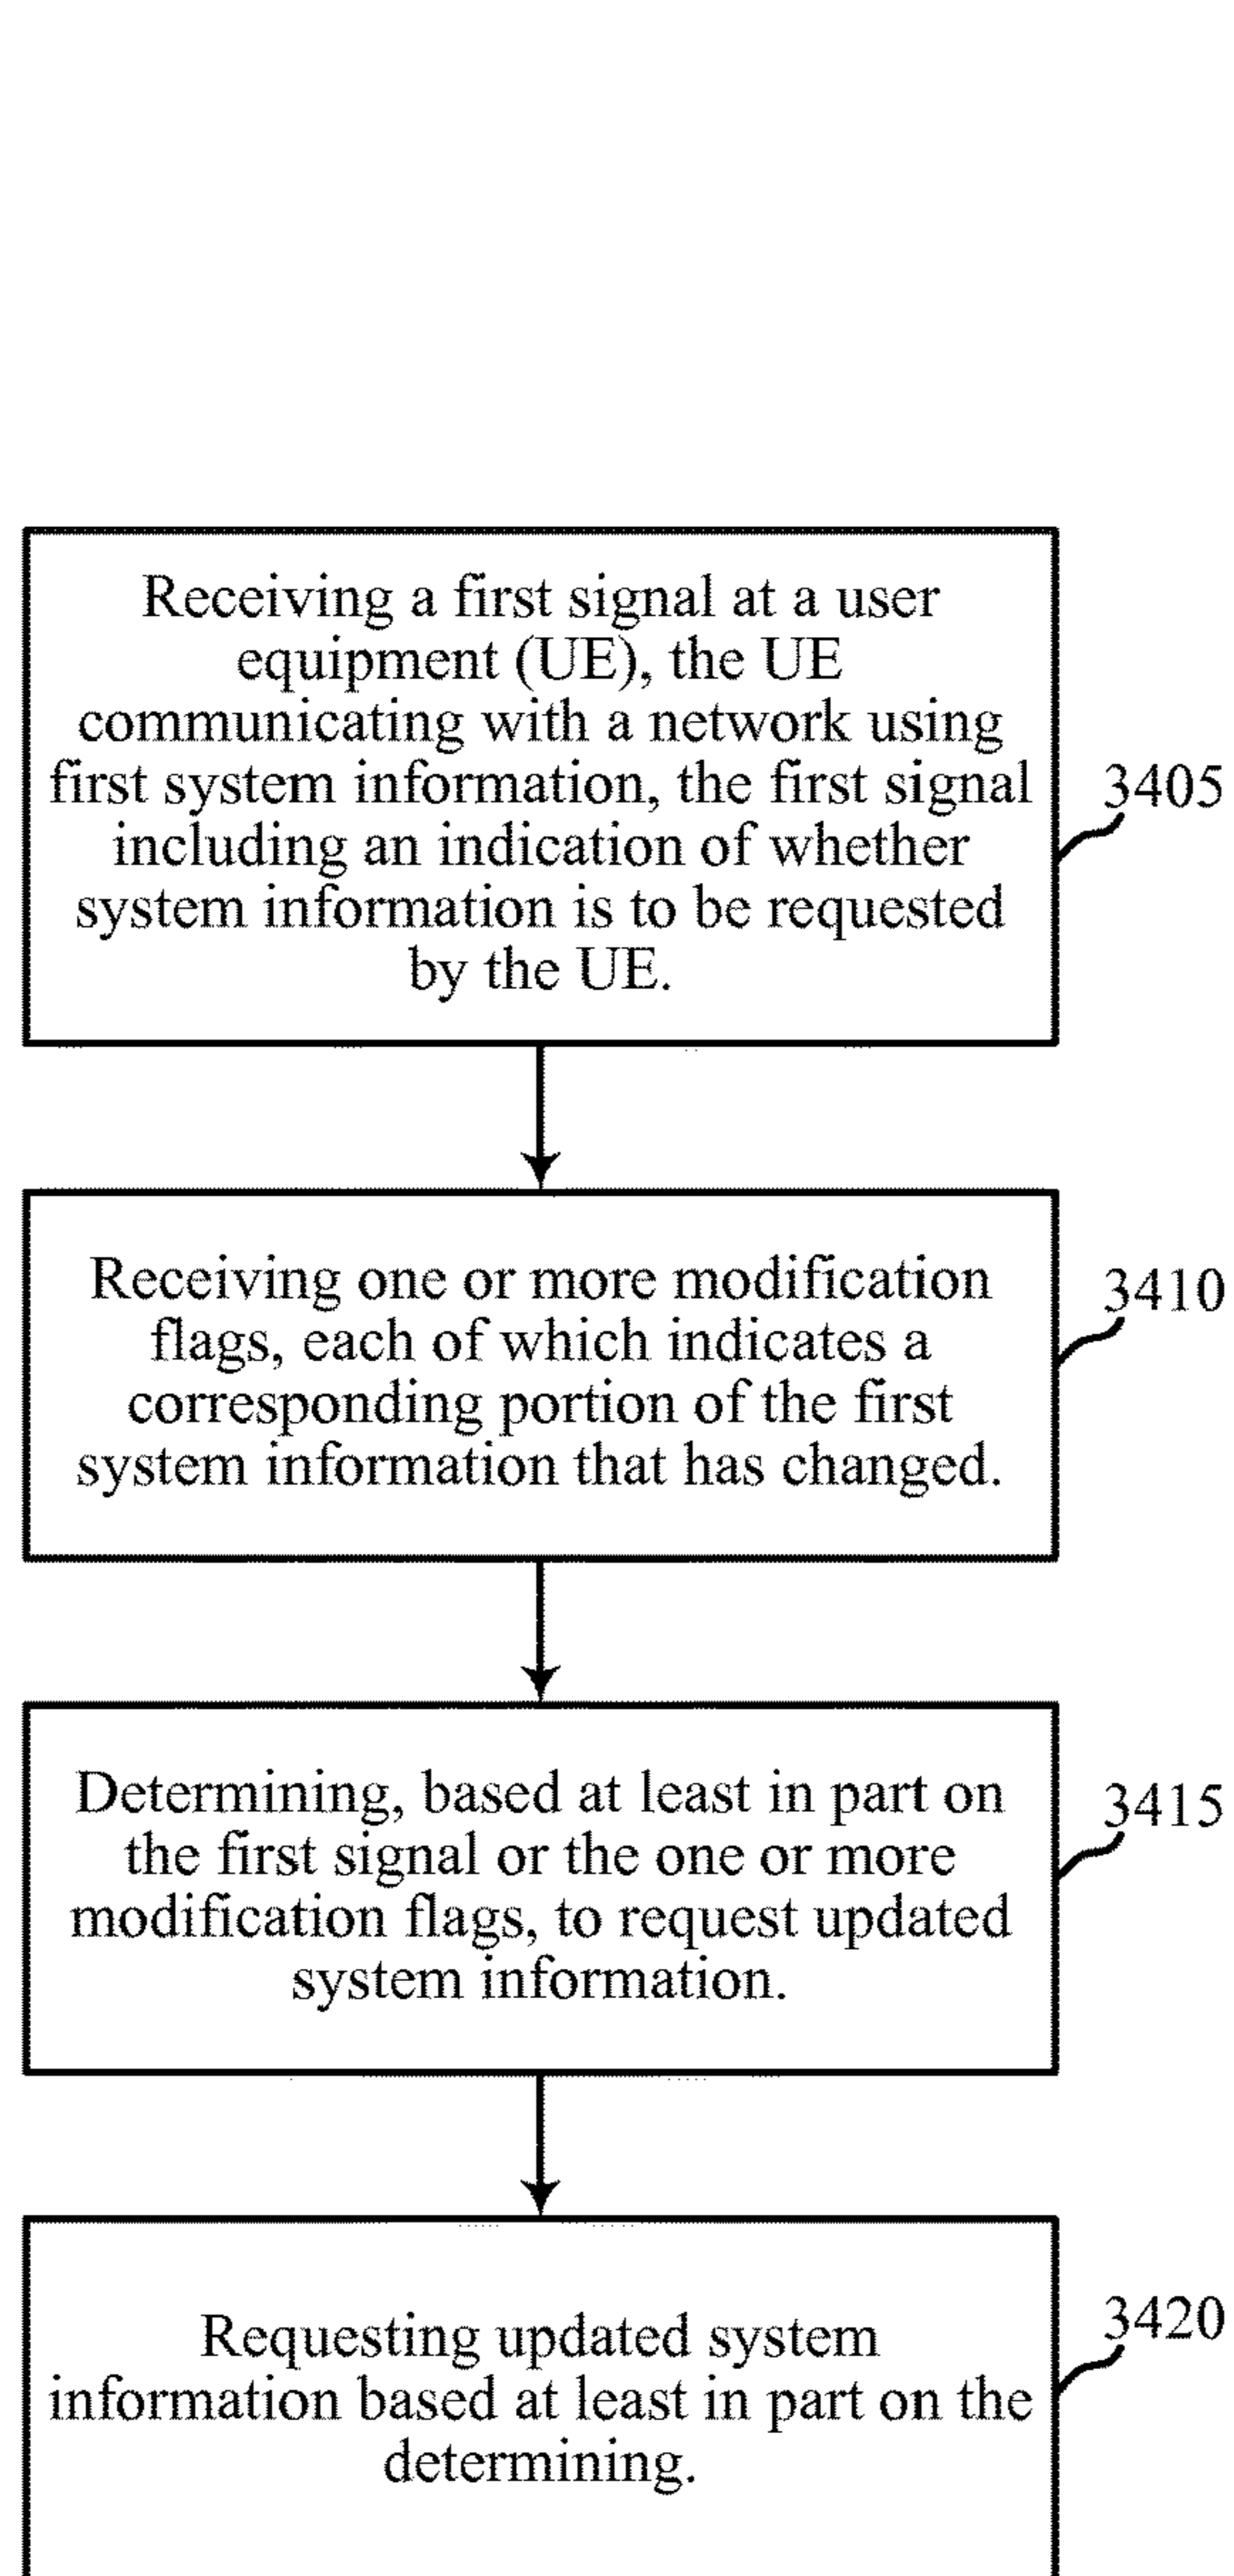 Receiving a first signal at a user
equipment (UE), the UE
communicating with a network using
first system information, the first signal
including an indication of whether
system information is to be requested
by the UE.
3405
Receiving one or more modification
flags, each of which indicates a
corresponding portion of the first
system information that has changed.
3410
Determining, based at least in part on
the first signal or the one or more
modification flags, to request updated
system information.
3415
Requesting updated system
information based at least in part on the
determining.
3420